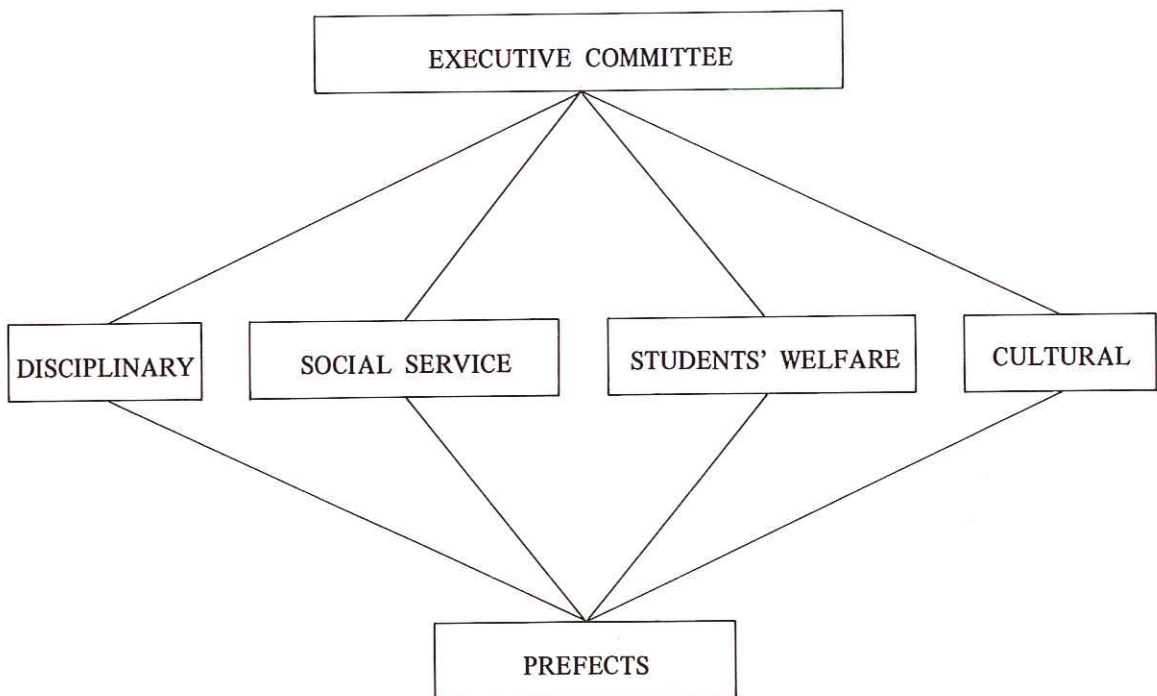 EXECUTIVE COMMITTEE
DISCIPLINARY
SOCIAL SERVICE
STUDENTS' WELFARE
CULTURAL
PREFECTS